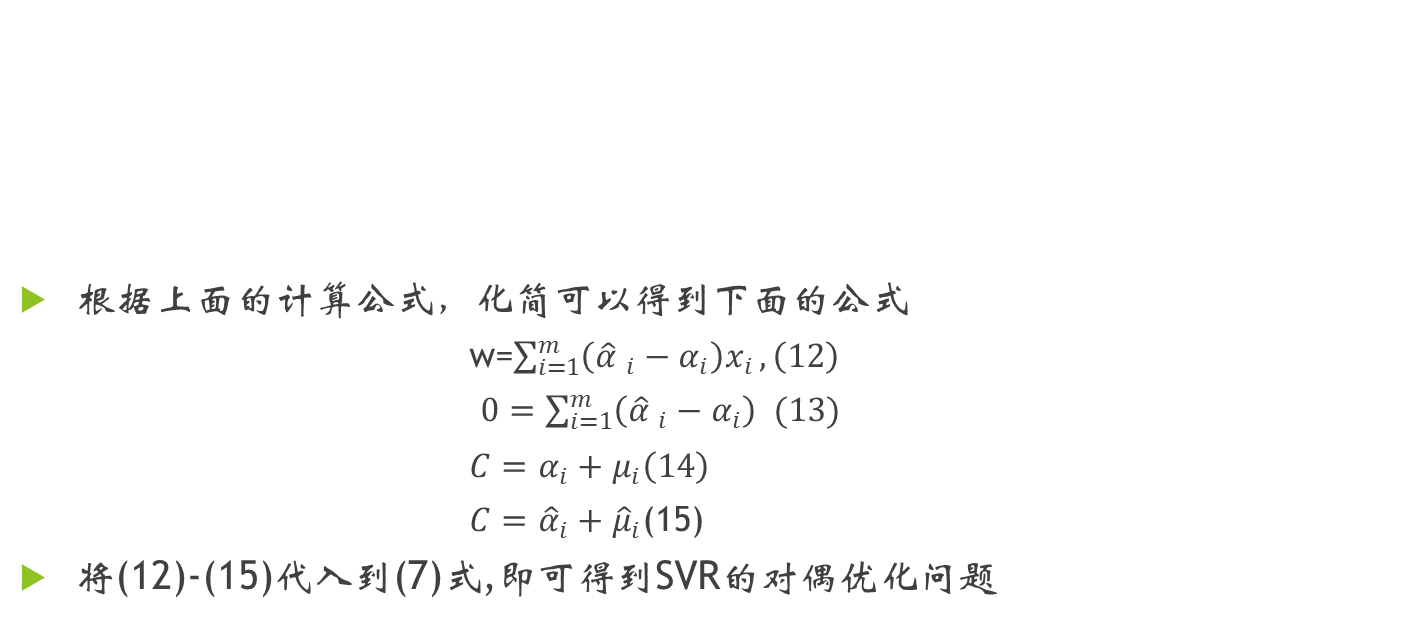 根据上面的计算公式，化简可以得到下面的公式
w=∑_{i=1}^{m}(α̂_i − α_i)x_i,(12)
0 = ∑_{i=1}^{m}(α̂_i − α_i) (13)
C = α_i + μ_i(14)
C = α̂_i + μ̂_i(15)
将(12)-(15)代入到(7)式,即可得到SVR的对偶优化问题